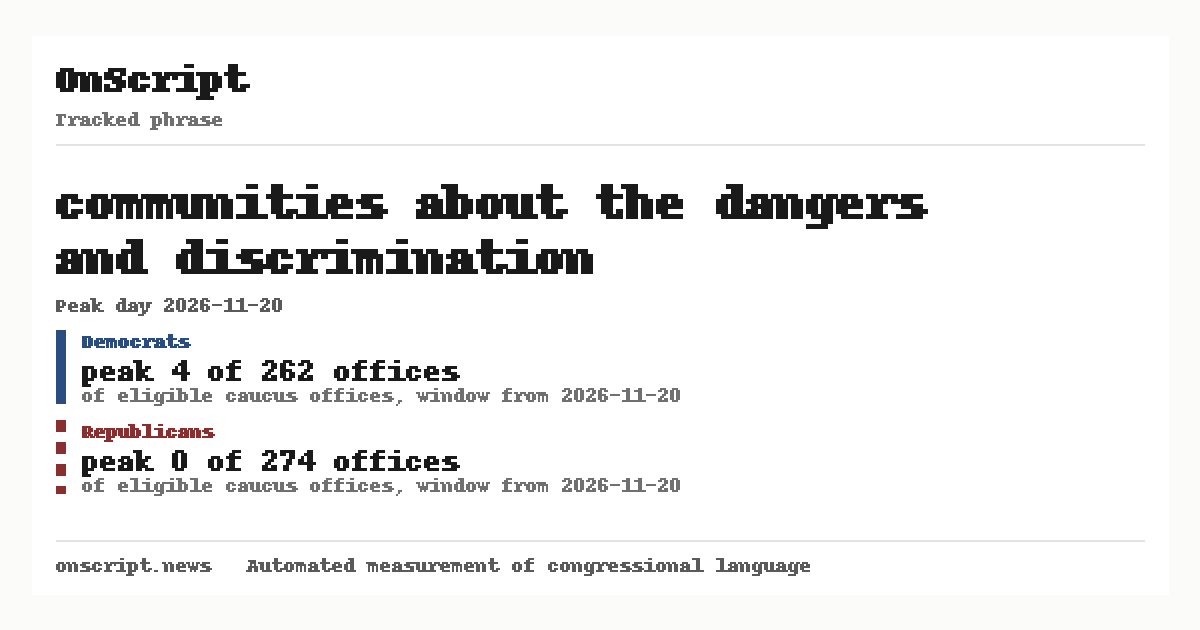 OnScript
Tracked phrase
communities about the dangers
and discrimination
Peak day 2026-11-20
Democrats
peak 4 of 262 offices
of eligible caucus offices, window from 2026-11-20
Republicans
peak 0 of 274 offices
of eligible caucus offices, window from 2026-11-20
onscript.news Automated measurement of congressional language